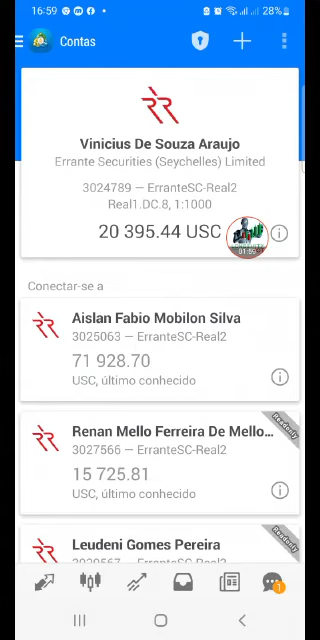 16:59
28%
Contas
Vinicius De Souza Araujo
Errante Securities (Seychelles) Limited
3024789 — ErranteSC-Real2
Real1.DC.8, 1:1000
20 395.44 USC
01:59
Conectar-se a
Aislan Fabio Mobilon Silva
3025063 — ErranteSC-Real2
71 928.70
USC, último conhecido
Readonly
Renan Mello Ferreira De Mello...
3027566 — ErranteSC-Real2
15 725.81
USC, último conhecido
Readonly
Leudeni Gomes Pereira
1